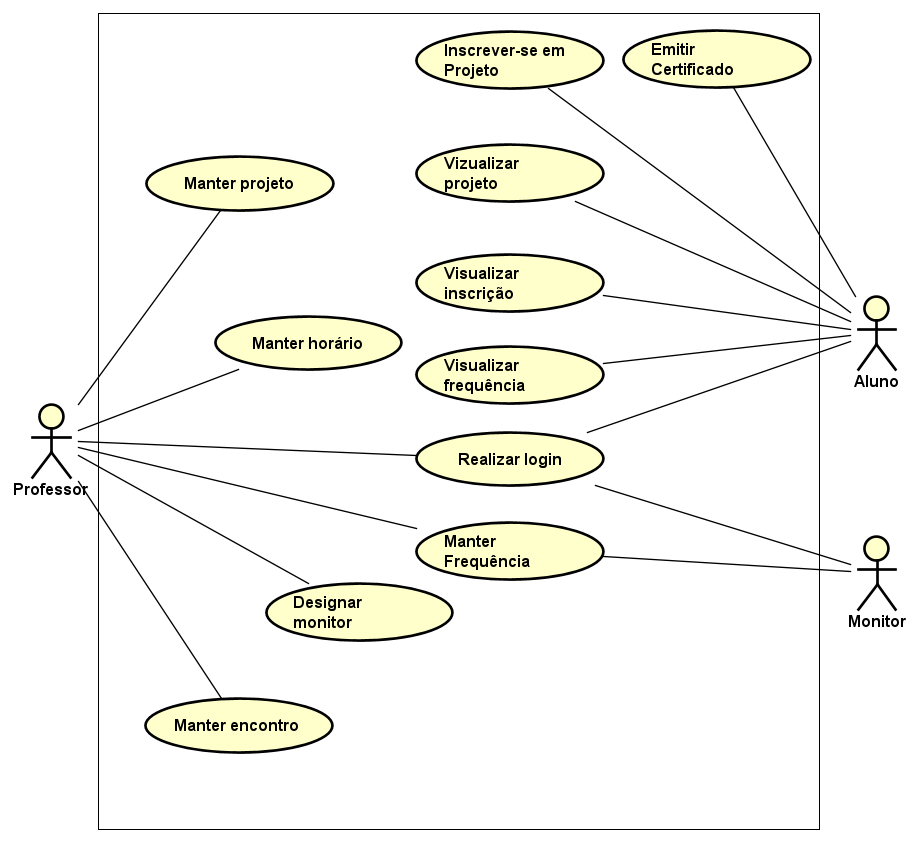 Inscrever-se em
Projeto
Emitir
Certificado
Vizualizar
projeto
Manter projeto
Visualizar
inscrição
Manter horário
Visualizar
frequência
Aluno
Realizar login
Professor
Manter
Frequência
Designar
monitor
Monitor
Manter encontro